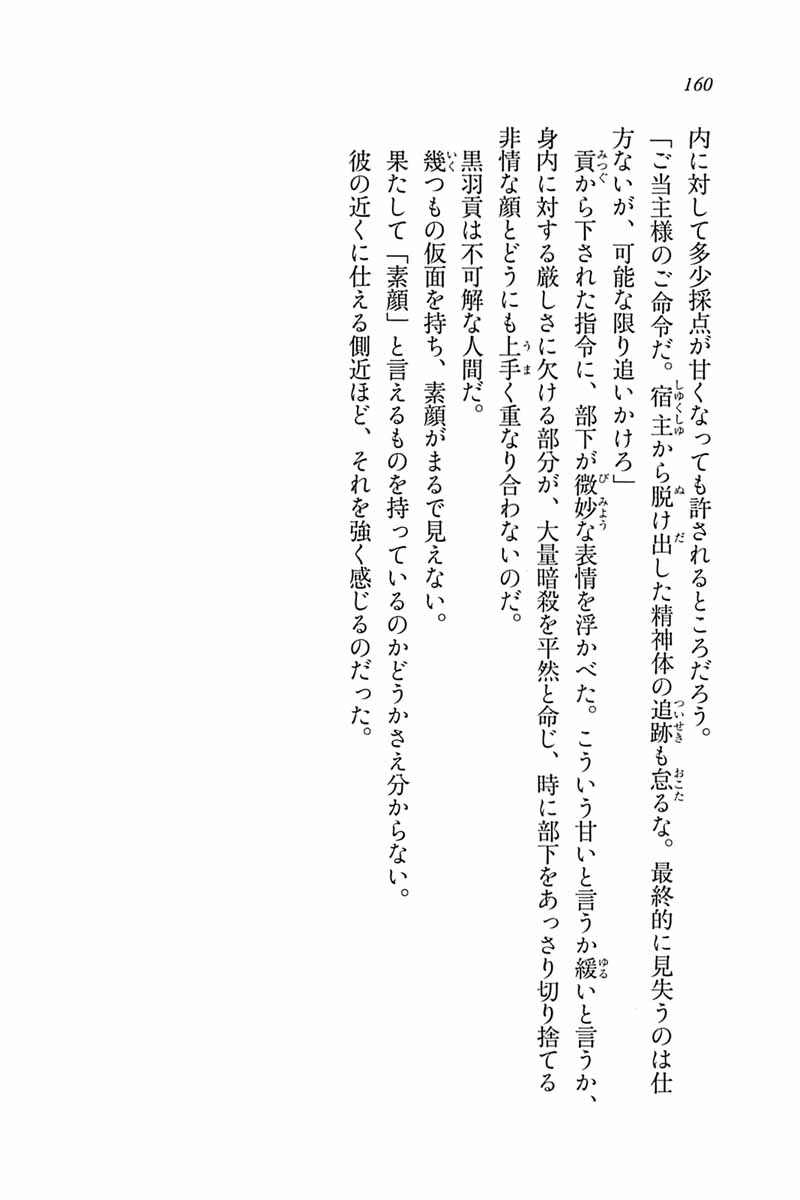 160
内に対して多少採点が甘くなっても許されるところだろう。
「ご当主様のご命令だ。宿主から脱け出した精神体の追跡も怠るな。最終的に見失うのは仕
方ないが、可能な限り追いかけろ」
貢から下された指令に、部下が微妙な表情を浮かべた。こういう甘いと言うか緩いと言うか、
身内に対する厳しさに欠ける部分が、大量暗殺を平然と命じ、時に部下をあっさり切り捨てる
非情な顔とどうにも上手く重なり合わないのだ。
黒羽貢は不可解な人間だ。
幾つもの仮面を持ち、素顔がまるで見えない。
果たして「素顔」と言えるものを持っているのかどうかさえ分からない。
彼の近くに仕える側近ほど、それを強く感じるのだった。